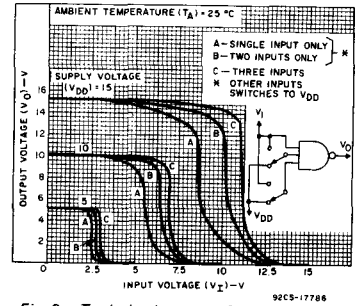 AMBIENT TEMPERATURE (TA) = 25 °C
A-SINGLE INPUT ONLY
B-TWO INPUTS ONLY
*
C-THREE INPUTS
* OTHER INPUTS
SWITCHES TO VDD
SUPPLY VOLTAGE
(VDD) = 15
OUTPUT VOLTAGE (VO)-V
16
14
12
10
8
6
4
2
10
5
A
B
C
A
B
C
A
B
C
VI
VO
VDD
0
2.5
5
7.5
10
12.5
15
INPUT VOLTAGE (VI)-V
92CS-17786